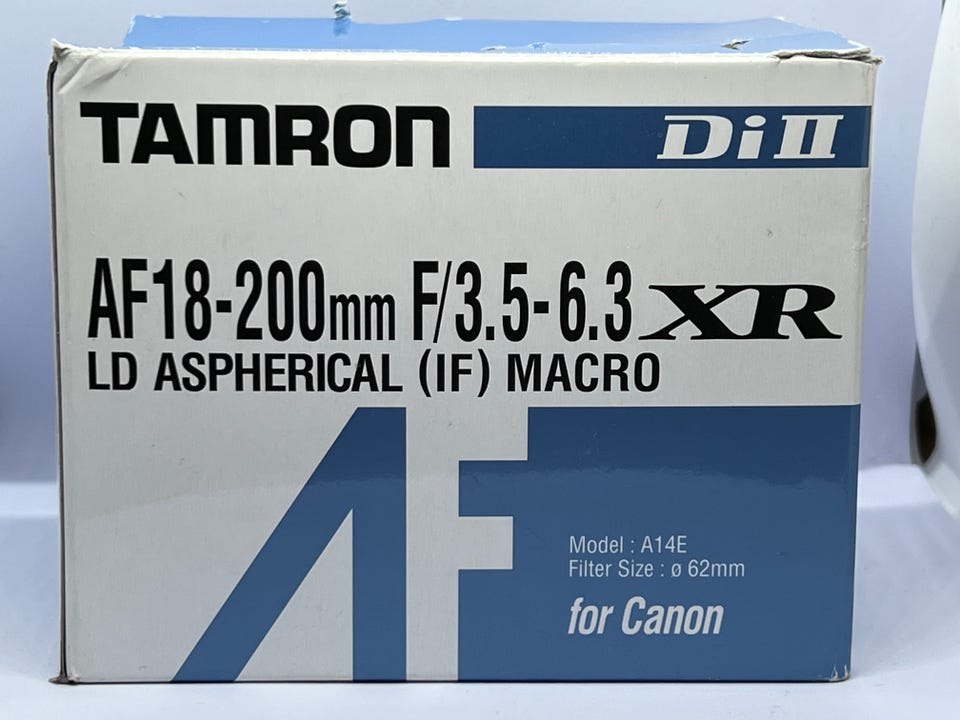 TAMRON Di II
AF18-200mm F/3.5-6.3 XR
LD ASPHERICAL (IF) MACRO
AF
Model : A14E
Filter Size : ø 62mm
for Canon